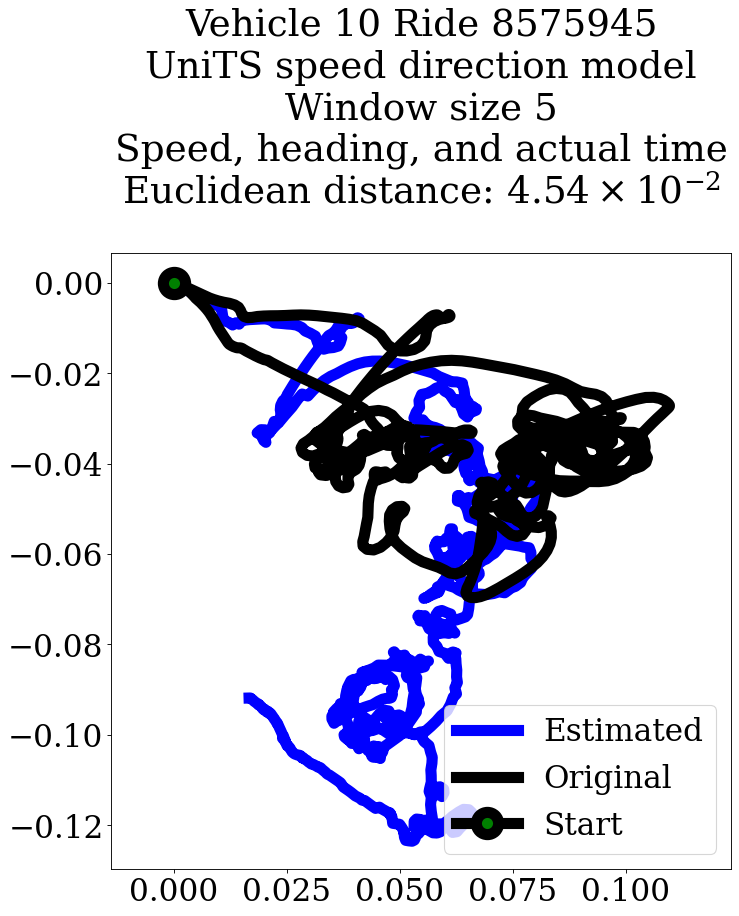 Vehicle 10 Ride 8575945
UniTS speed direction model
Window size 5
Speed, heading, and actual time
Euclidean distance: 4.54 × 10⁻²
0.00
−0.02
−0.04
−0.06
−0.08
−0.10
−0.12
Estimated
Original
Start
0.000 0.025 0.050 0.075 0.100